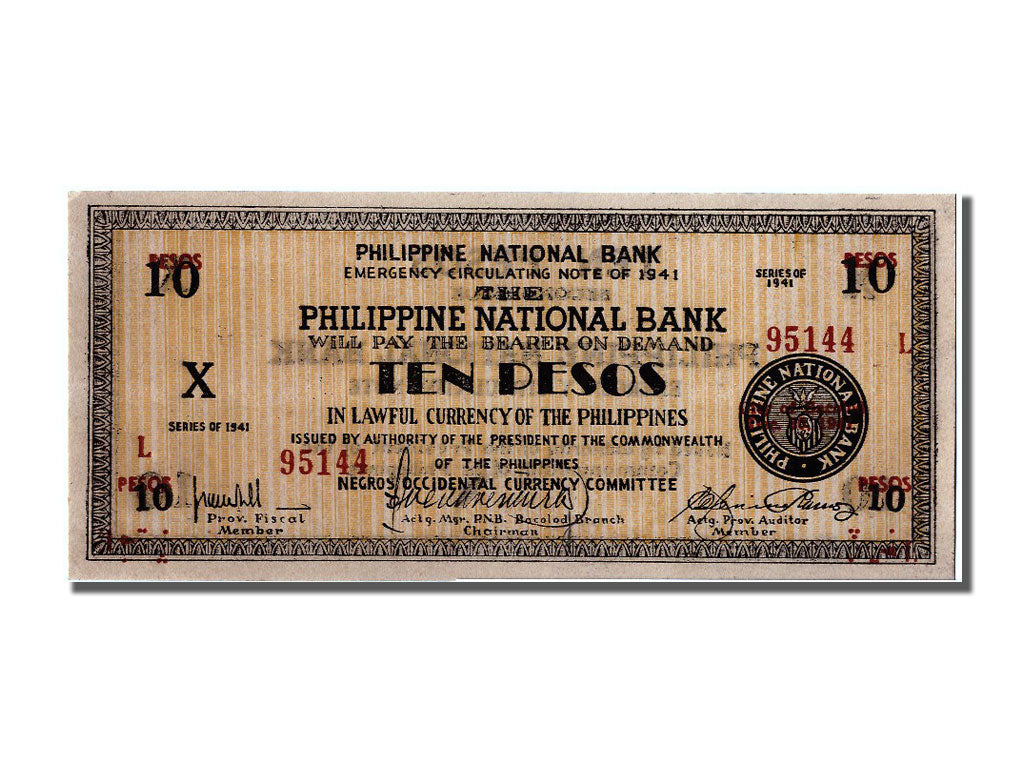 PHILIPPINE NATIONAL BANK
EMERGENCY CIRCULATING NOTE OF 1941
PESOS
10
PESOS
10
SERIES OF
1941
THE
PHILIPPINE NATIONAL BANK
WILL PAY THE BEARER ON DEMAND
95144 L
X
TEN PESOS
PHILIPPINE NATIONAL BANK
IN LAWFUL CURRENCY OF THE PHILIPPINES
SERIES OF 1941
ISSUED BY AUTHORITY OF THE PRESIDENT OF THE COMMONWEALTH
L
95144
OF THE PHILIPPINES
NEGROS OCCIDENTAL CURRENCY COMMITTEE
PESOS
10
PESOS
10
Prov. Fiscal
Member
Actg. Mgr. P.N.B. Bacolod Branch
Chairman
Actg. Prov. Auditor
Member